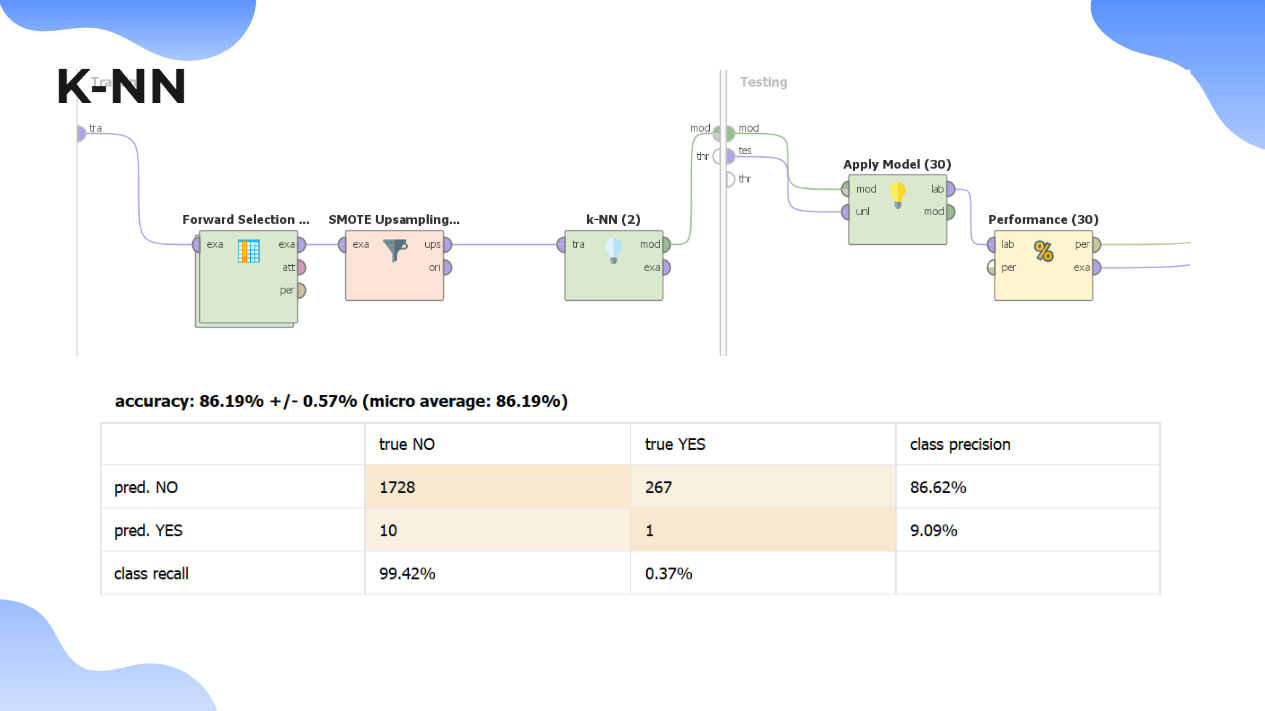 K-NN
Training
Testing
tra
mod
mod
thr
tes
thr
Forward Selection ...
exa
exa
att
per
SMOTE Upsampling...
exa
ups
ori
k-NN (2)
tra
mod
exa
Apply Model (30)
mod
lab
unl
mod
Performance (30)
%
lab
per
per
exa
accuracy: 86.19% +/- 0.57% (micro average: 86.19%)
true NO true YES class precision
pred. NO 1728 267 86.62%
pred. YES 10 1 9.09%
class recall 99.42% 0.37%